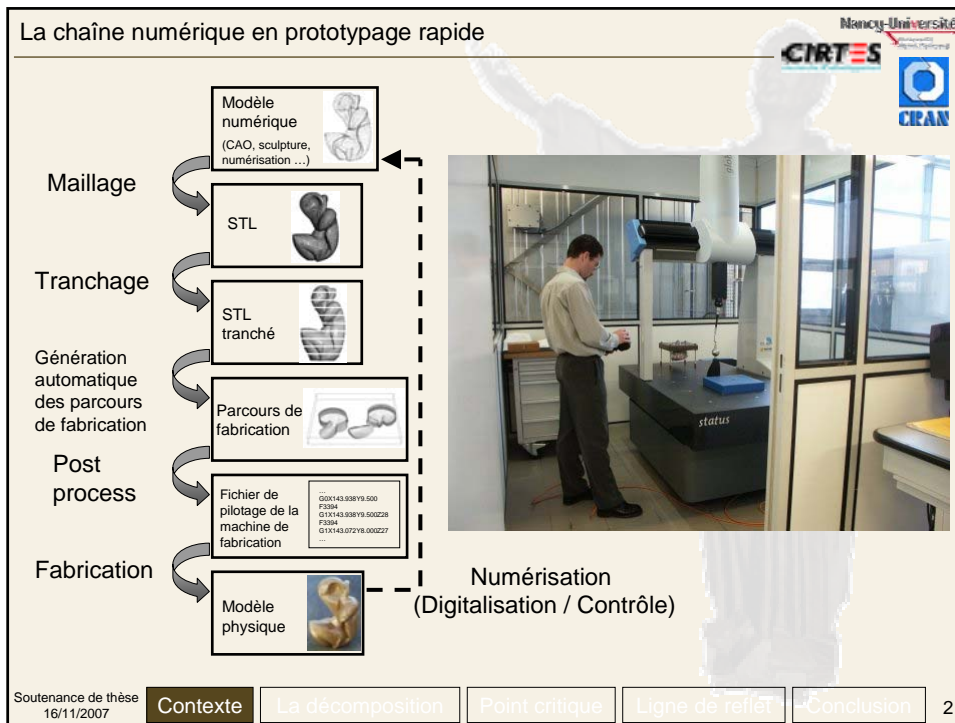 La chaîne numérique en prototypage rapide
Nancy-Université
CIRTES
CRAN
Modèle
numérique
(CAO, sculpture,
numérisation ...)
Maillage
STL
Tranchage
STL
tranché
Génération
automatique
des parcours
de fabrication
Parcours de
fabrication
Post
process
Fichier de
pilotage de la
machine de
fabrication
...
G0X143.938Y9.500
F3394
G1X143.938Y9.500Z28
F3394
G1X143.072Y8.000Z27
...
Fabrication
Modèle
physique
Numérisation
(Digitalisation / Contrôle)
status
Soutenance de thèse
16/11/2007
Contexte
La décomposition
Point critique
Ligne de reflet
Conclusion
2